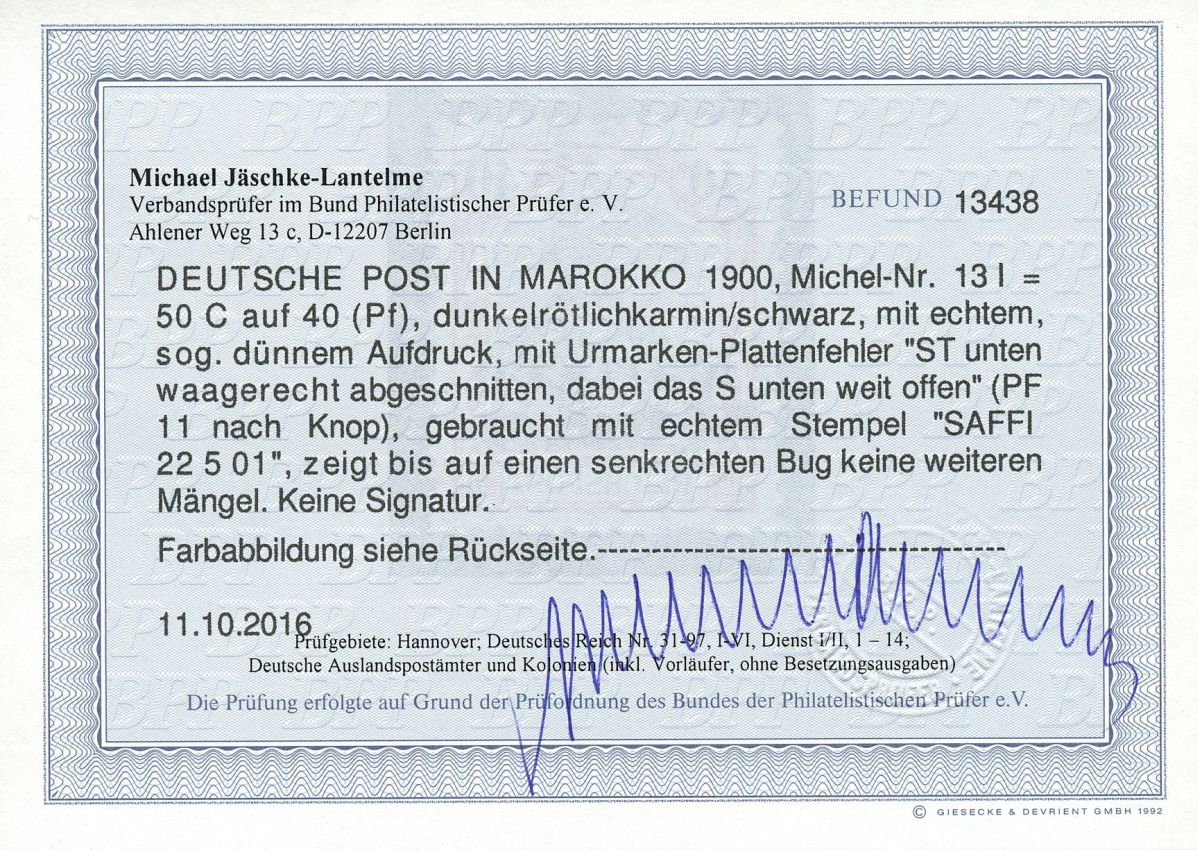 Michael Jäschke-Lantelme
Verbandsprüfer im Bund Philatelistischer Prüfer e. V.
Ahlener Weg 13 c, D-12207 Berlin
BEFUND 13438
DEUTSCHE POST IN MAROKKO 1900, Michel-Nr. 13 I =
50 C auf 40 (Pf), dunkelrötlichkarmin/schwarz, mit echtem,
sog. dünnem Aufdruck, mit Urmarken-Plattenfehler "ST unten
waagerecht abgeschnitten, dabei das S unten weit offen" (PF
11 nach Knop), gebraucht mit echtem Stempel "SAFFI
22 5 01", zeigt bis auf einen senkrechten Bug keine weiteren
Mängel. Keine Signatur.
Farbabbildung siehe Rückseite.--------------------------------------------
11.10.2016
Prüfgebiete: Hannover; Deutsches Reich Nr. 31-97, I-VI, Dienst I/II, 1 – 14;
Deutsche Auslandspostämter und Kolonien (inkl. Vorläufer, ohne Besetzungsausgaben)
Die Prüfung erfolgte auf Grund der Prüfordnung des Bundes der Philatelistischen Prüfer e.V.
© GIESECKE & DEVRIENT GMBH 1992